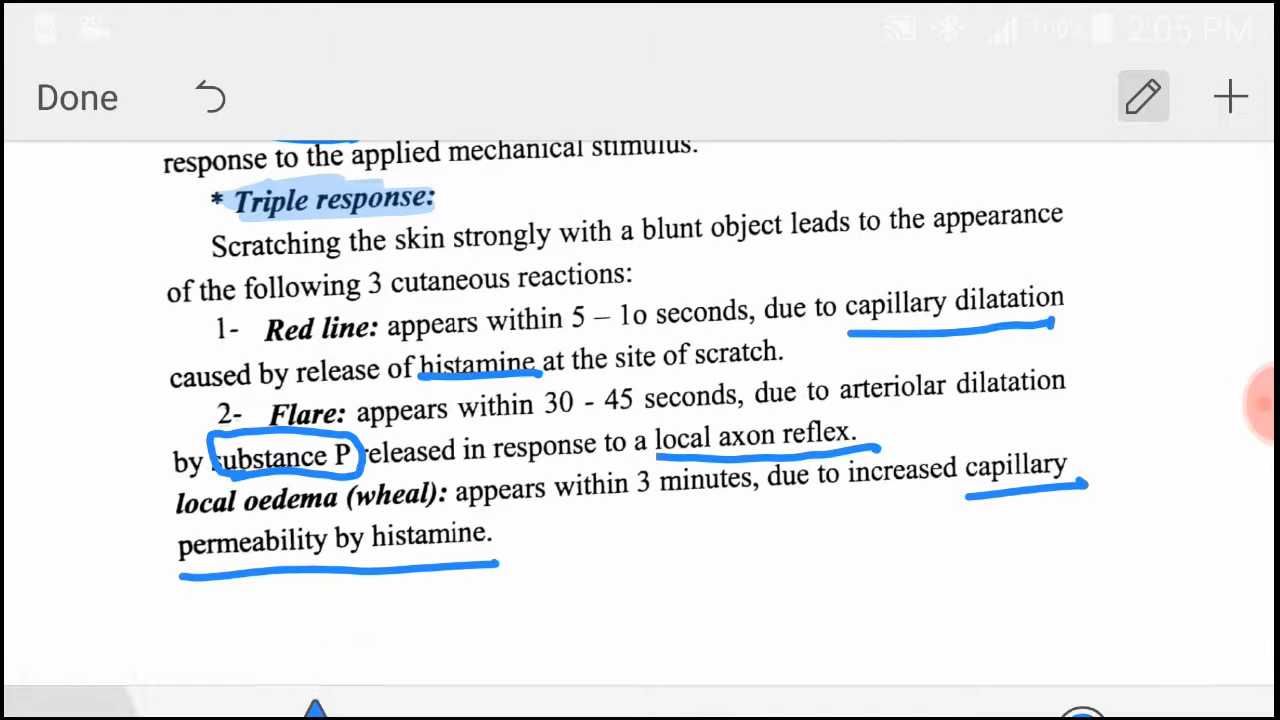 100% 2:05 PM
Done
response to the applied mechanical stimulus.
* Triple response:
Scratching the skin strongly with a blunt object leads to the appearance
of the following 3 cutaneous reactions:
1- Red line: appears within 5 – 1o seconds, due to capillary dilatation
caused by release of histamine at the site of scratch.
2- Flare: appears within 30 - 45 seconds, due to arteriolar dilatation
by substance P released in response to a local axon reflex.
local oedema (wheal): appears within 3 minutes, due to increased capillary
permeability by histamine.